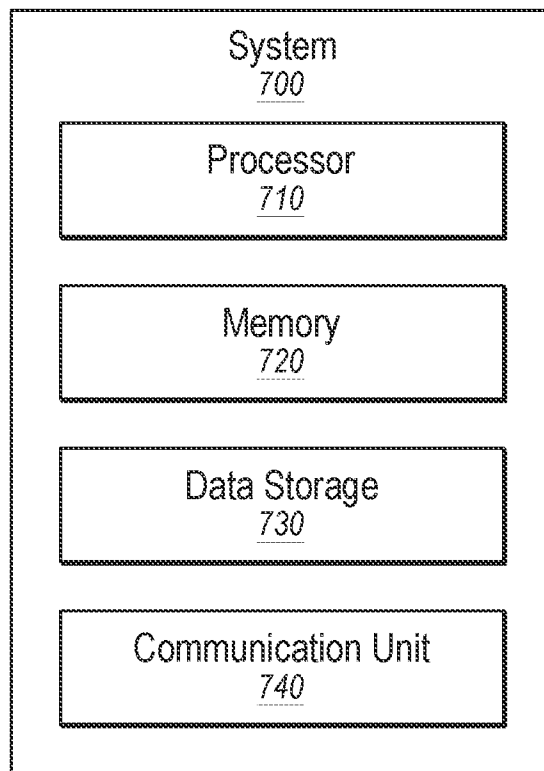 System
700
Processor
710
Memory
720
Data Storage
730
Communication Unit
740